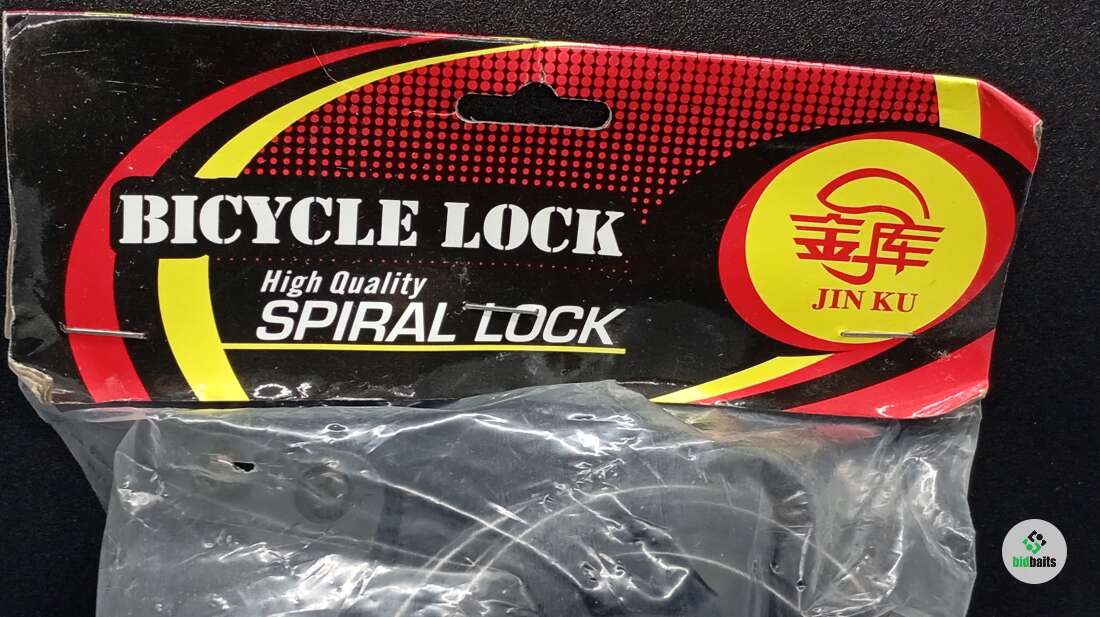 BICYCLE LOCK
High Quality
SPIRAL LOCK
金库
JIN KU
bidbaits